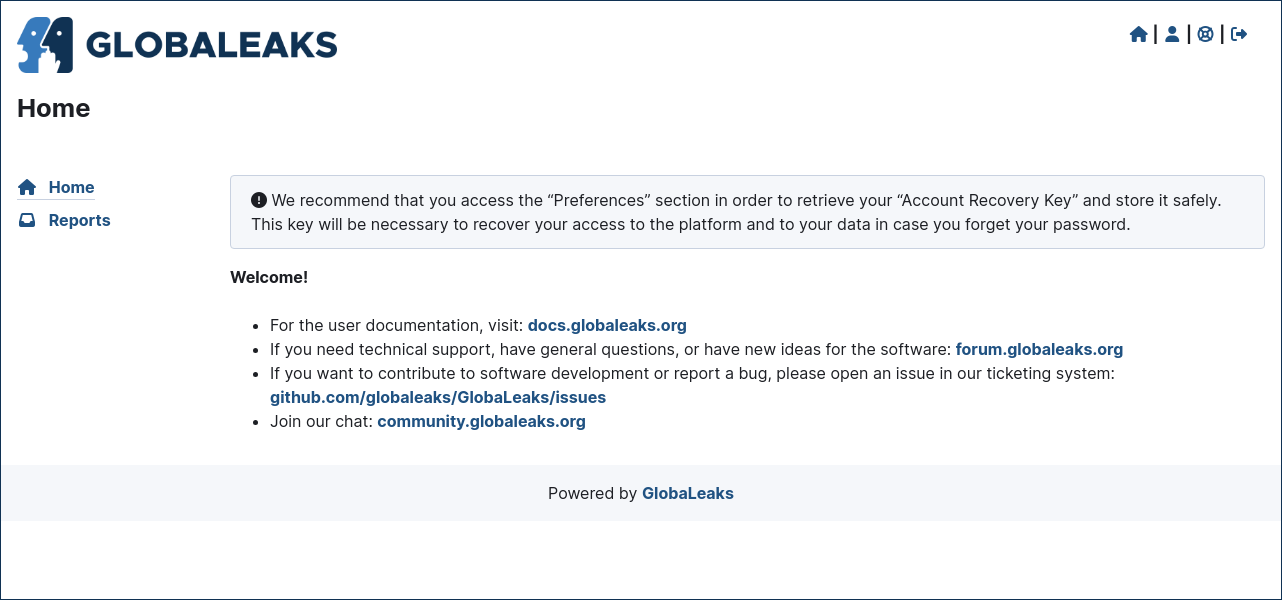 GLOBALEAKS
Home
Home
Reports
We recommend that you access the “Preferences” section in order to retrieve your “Account Recovery Key” and store it safely.
This key will be necessary to recover your access to the platform and to your data in case you forget your password.
Welcome!
For the user documentation, visit: docs.globaleaks.org
If you need technical support, have general questions, or have new ideas for the software: forum.globaleaks.org
If you want to contribute to software development or report a bug, please open an issue in our ticketing system:
github.com/globaleaks/GlobaLeaks/issues
Join our chat: community.globaleaks.org
Powered by GlobaLeaks